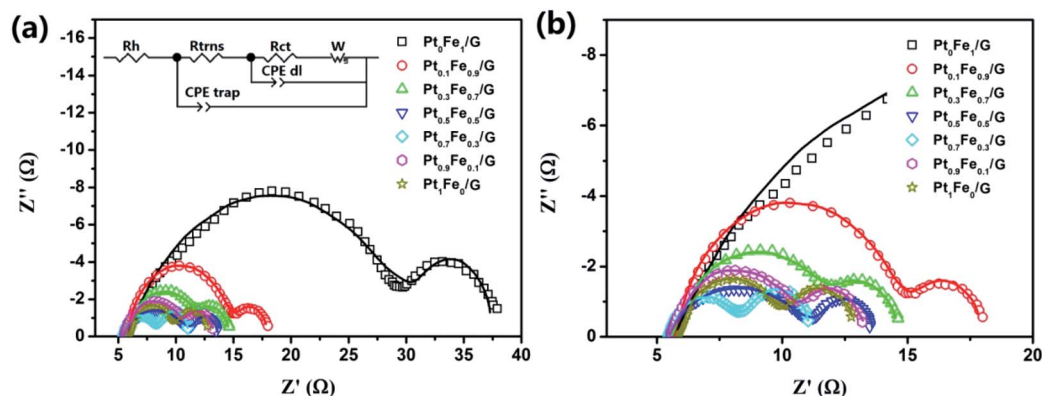 (a)
-16
-14
-12
-10
-8
-6
-4
-2
0
Z'' (Ω)
Rh Rtrns Rct W
s
CPE dl
CPE trap
Pt0Fe1/G
Pt0.1Fe0.9/G
Pt0.3Fe0.7/G
Pt0.5Fe0.5/G
Pt0.7Fe0.3/G
Pt0.9Fe0.1/G
Pt1Fe0/G
5 10 15 20 25 30 35 40
Z' (Ω)
(b)
-8
-6
-4
-2
0
Z'' (Ω)
Pt0Fe1/G
Pt0.1Fe0.9/G
Pt0.3Fe0.7/G
Pt0.5Fe0.5/G
Pt0.7Fe0.3/G
Pt0.9Fe0.1/G
Pt1Fe0/G
5 10 15 20
Z' (Ω)